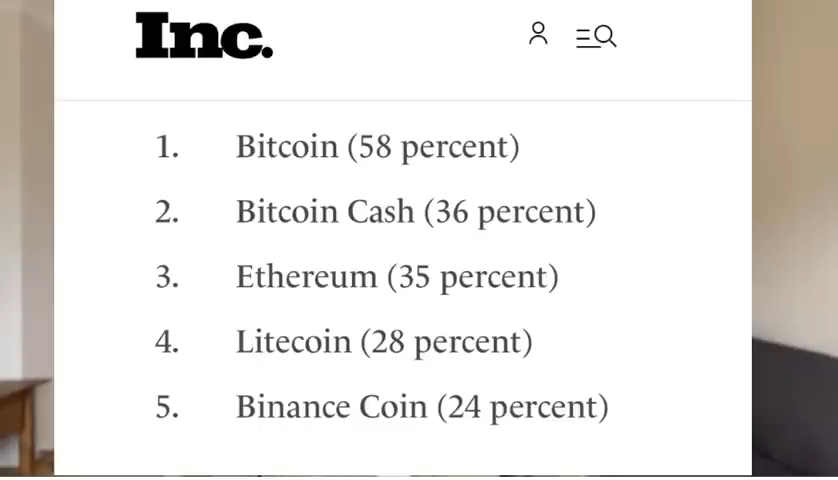 Inc.
1. Bitcoin (58 percent)
2. Bitcoin Cash (36 percent)
3. Ethereum (35 percent)
4. Litecoin (28 percent)
5. Binance Coin (24 percent)